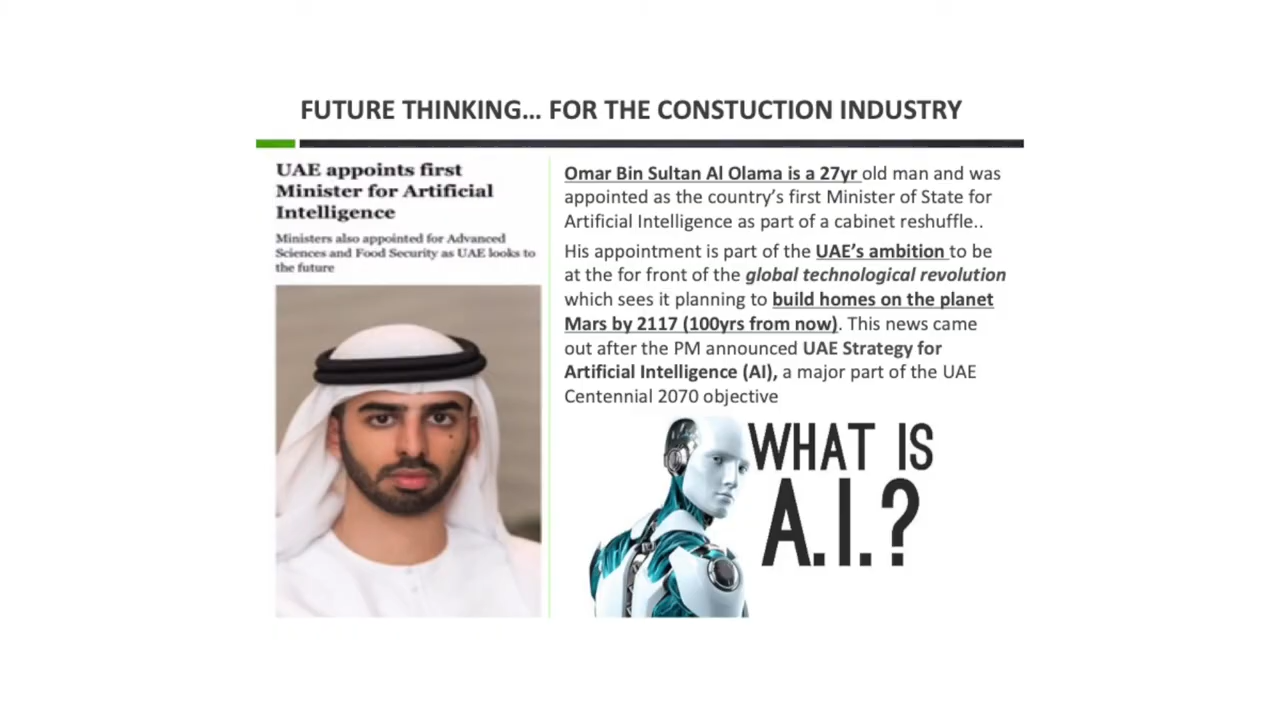 FUTURE THINKING… FOR THE CONSTUCTION INDUSTRY
UAE appoints first
Minister for Artificial
Intelligence
Ministers also appointed for Advanced
Sciences and Food Security as UAE looks to
the future
Omar Bin Sultan Al Olama is a 27yr old man and was
appointed as the country’s first Minister of State for
Artificial Intelligence as part of a cabinet reshuffle..
His appointment is part of the UAE’s ambition to be
at the for front of the global technological revolution
which sees it planning to build homes on the planet
Mars by 2117 (100yrs from now). This news came
out after the PM announced UAE Strategy for
Artificial Intelligence (AI), a major part of the UAE
Centennial 2070 objective
WHAT IS
A.I.?